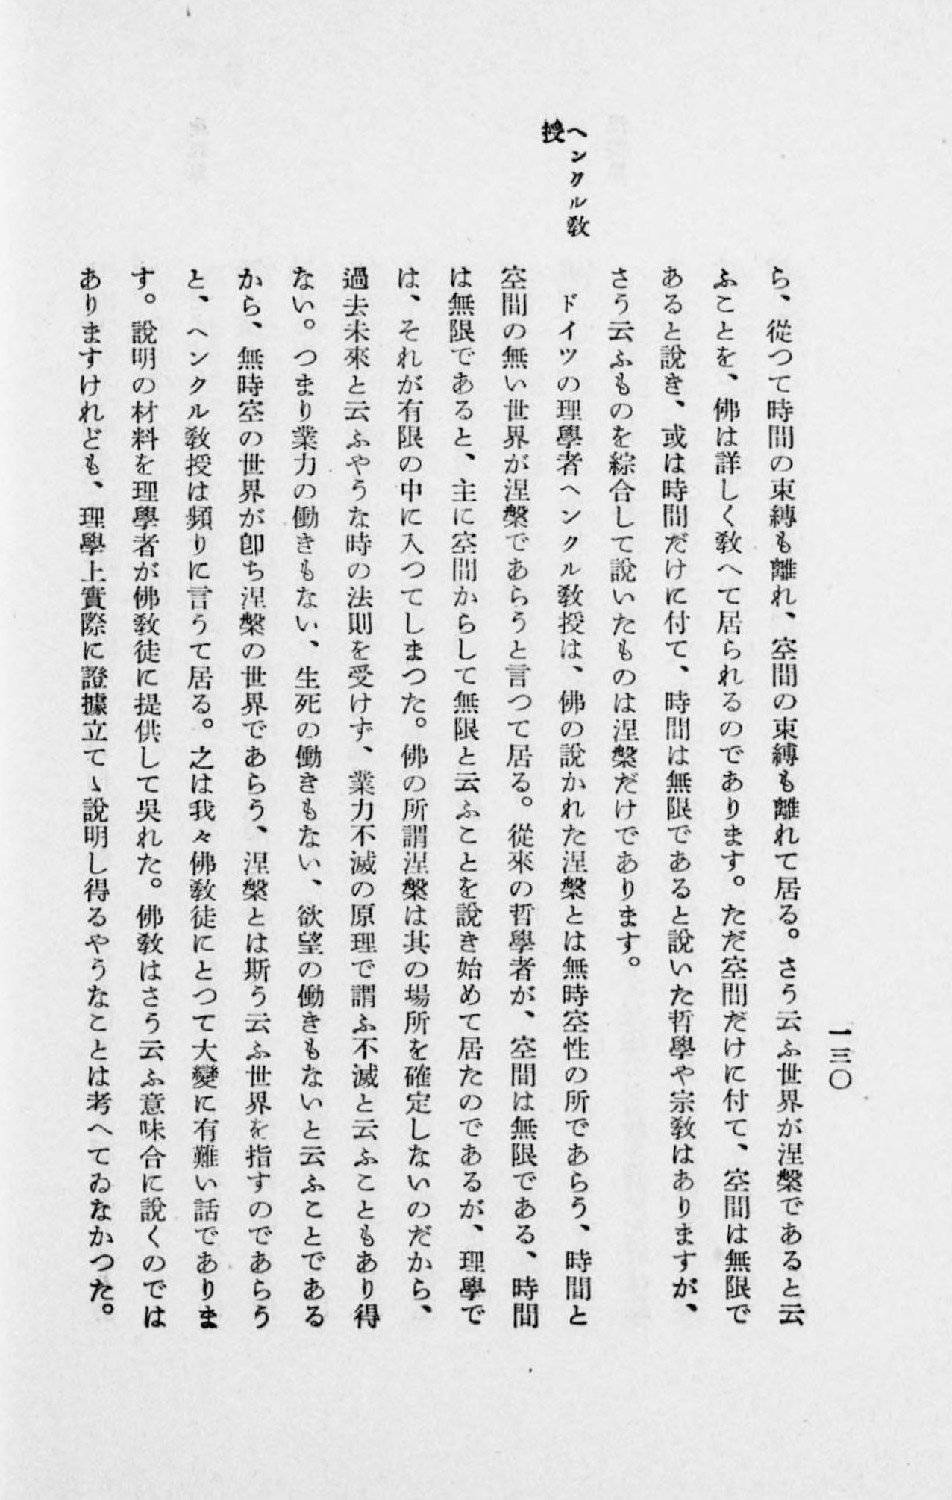 一三〇
ら、從つて時間の束縛も離れ、空間の束縛も離れて居る。さう云ふ世界が涅槃であると云
ふことを、佛は詳しく敎へて居られるのであります。ただ空間だけに付て、空間は無限で
あると說き、或は時間だけに付て、時間は無限であると說いた哲學や宗敎はありますが、
さう云ふものを綜合して說いたものは涅槃だけであります。
ヘンクル敎
授
ドイツの理學者ヘンクル敎授は、佛の說かれた涅槃とは無時空性の所であらう、時間と
空間の無い世界が涅槃であらうと言つて居る。從來の哲學者が、空間は無限である、時間
は無限であると、主に空間からして無限と云ふことを說き始めて居たのであるが、理學で
は、それが有限の中に入つてしまつた。佛の所謂涅槃は其の場所を確定しないのだから、
過去未來と云ふやうな時の法則を受けず、業力不滅の原理で謂ふ不滅と云ふこともあり得
ない。つまり業力の働きもない、生死の働きもない、欲望の働きもないと云ふことである
から、無時空の世界が卽ち涅槃の世界であらう、涅槃とは斯う云ふ世界を指すのであらう
と、ヘンクル敎授は頻りに言うて居る。之は我々佛敎徒にとつて大變に有難い話でありま
す。說明の材料を理學者が佛敎徒に提供して吳れた。佛敎はさう云ふ意味合に說くのでは
ありますけれども、理學上實際に證據立てゝ說明し得るやうなことは考へてゐなかつた。